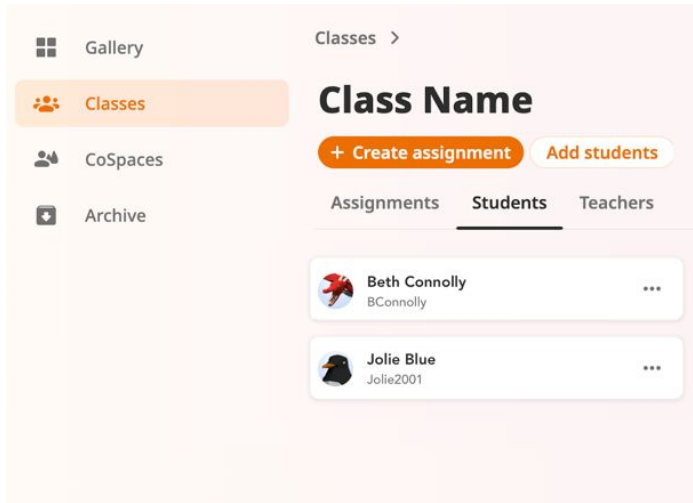 Gallery
Classes
CoSpaces
Archive
Classes >
Class Name
+ Create assignment Add students
Assignments Students Teachers
Beth Connolly
BConnolly
Jolie Blue
Jolie2001